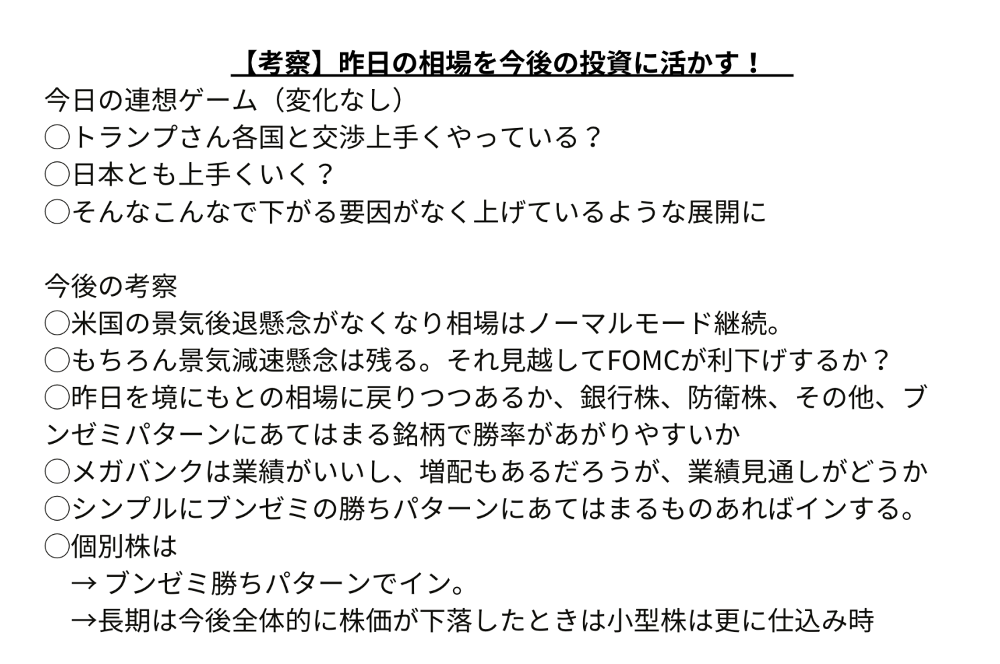 【考察】昨日の相場を今後の投資に活かす！
今日の連想ゲーム（変化なし）
◯トランプさん各国と交渉上手くやっている？
◯日本とも上手くいく？
◯そんなこんなで下がる要因がなく上げているような展開に
今後の考察
◯米国の景気後退懸念がなくなり相場はノーマルモード継続。
◯もちろん景気減速懸念は残る。それ見越してFOMCが利下げするか？
◯昨日を境にもとの相場に戻りつつあるか、銀行株、防衛株、その他、ブ
ンゼミパターンにあてはまる銘柄で勝率があがりやすいか
◯メガバンクは業績がいいし、増配もあるだろうが、業績見通しがどうか
◯シンプルにブンゼミの勝ちパターンにあてはまるものあればインする。
◯個別株は
→ ブンゼミ勝ちパターンでイン。
→長期は今後全体的に株価が下落したときは小型株は更に仕込み時